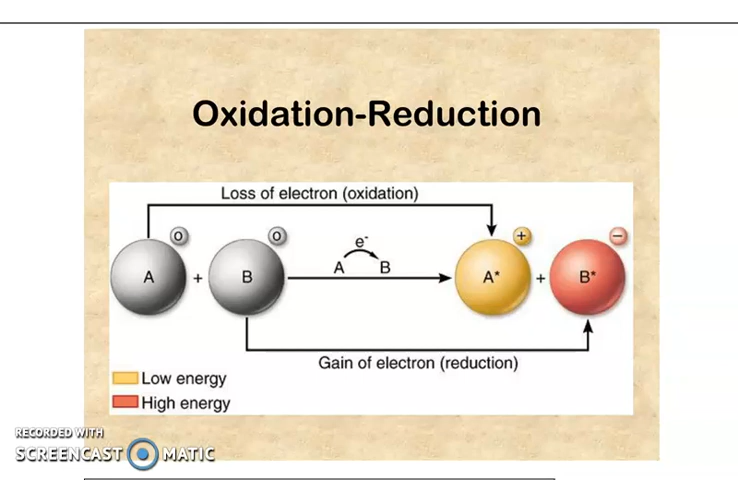 Oxidation-Reduction
Loss of electron (oxidation)
o o e⁻ + −
A + B A B A* + B*
Gain of electron (reduction)
Low energy
High energy
RECORDED WITH
SCREENCAST MATIC